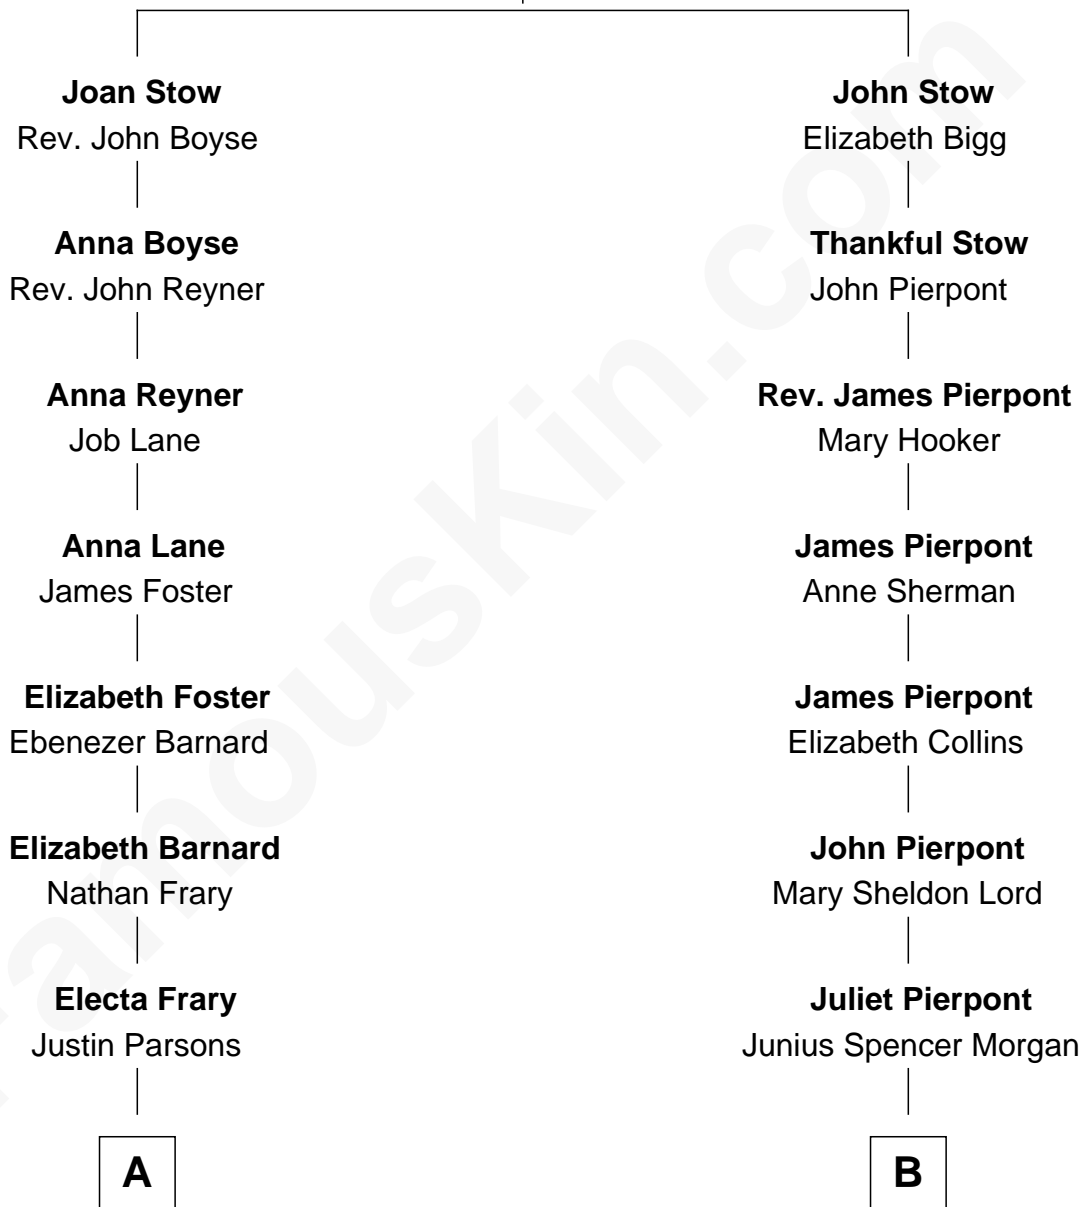 Joan Stow
Rev. John Boyse
Anna Boyse
Rev. John Reyner
Anna Reyner
Job Lane
Anna Lane
James Foster
Elizabeth Foster
Ebenezer Barnard
Elizabeth Barnard
Nathan Frary
Electa Frary
Justin Parsons
A
John Stow
Elizabeth Bigg
Thankful Stow
John Pierpont
Rev. James Pierpont
Mary Hooker
James Pierpont
Anne Sherman
James Pierpont
Elizabeth Collins
John Pierpont
Mary Sheldon Lord
Juliet Pierpont
Junius Spencer Morgan
B
FamousKin.com